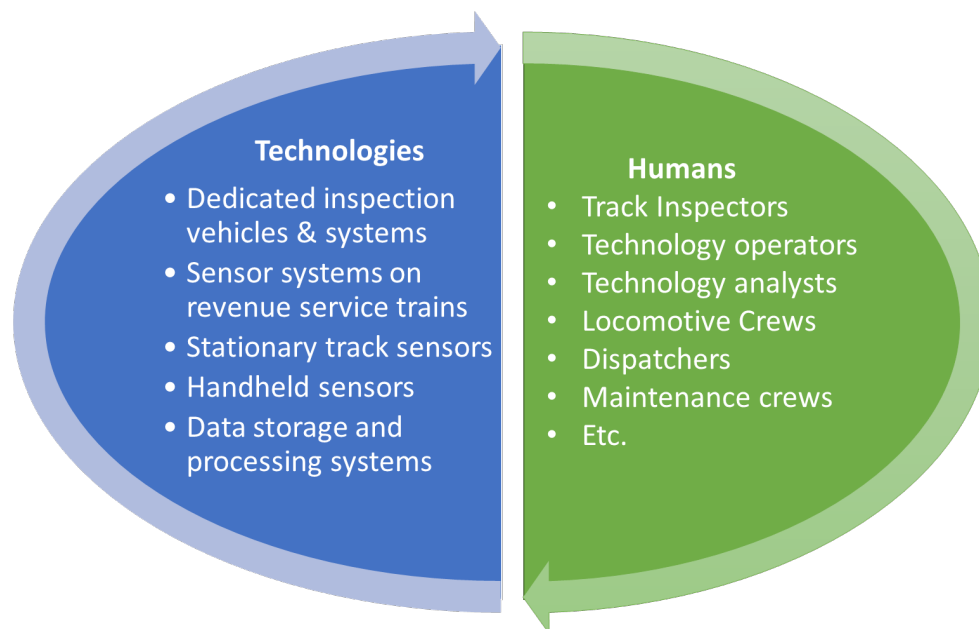 Technologies
• Dedicated inspection
vehicles & systems
• Sensor systems on
revenue service trains
• Stationary track sensors
• Handheld sensors
• Data storage and
processing systems
Humans
• Track Inspectors
• Technology operators
• Technology analysts
• Locomotive Crews
• Dispatchers
• Maintenance crews
• Etc.